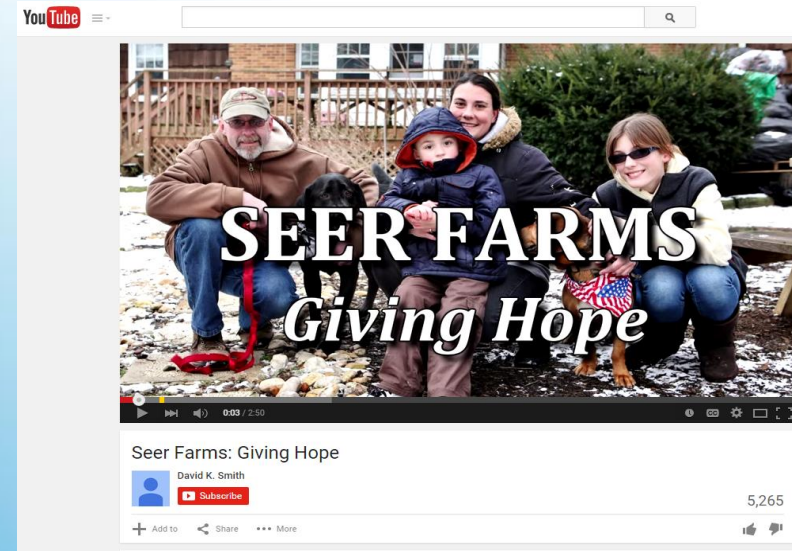 YouTube
SEER FARMS
Giving Hope
0:03 / 2:50
CC
Seer Farms: Giving Hope
David K. Smith
Subscribe
5,265
Add to Share More